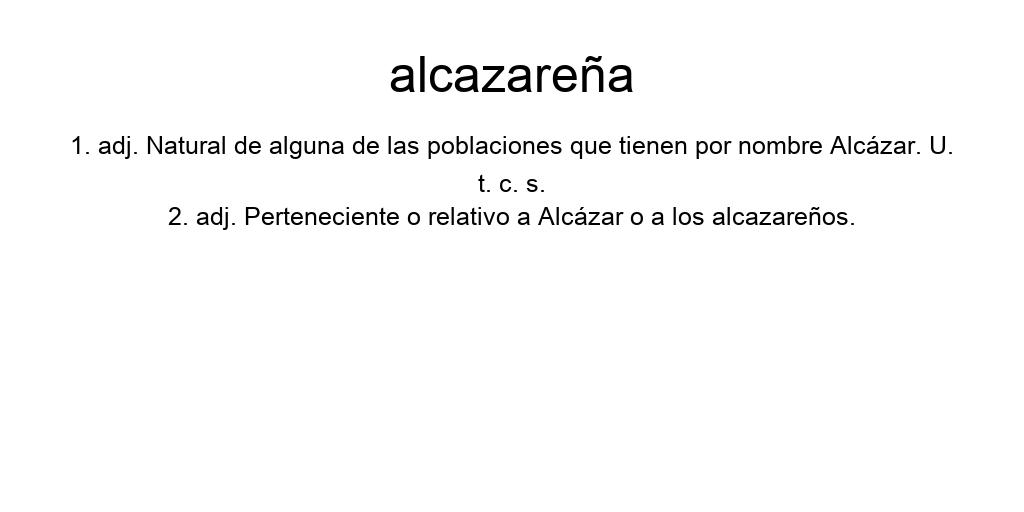 alcazareña
1. adj. Natural de alguna de las poblaciones que tienen por nombre Alcázar. U.
t. c. s.
2. adj. Perteneciente o relativo a Alcázar o a los alcazareños.